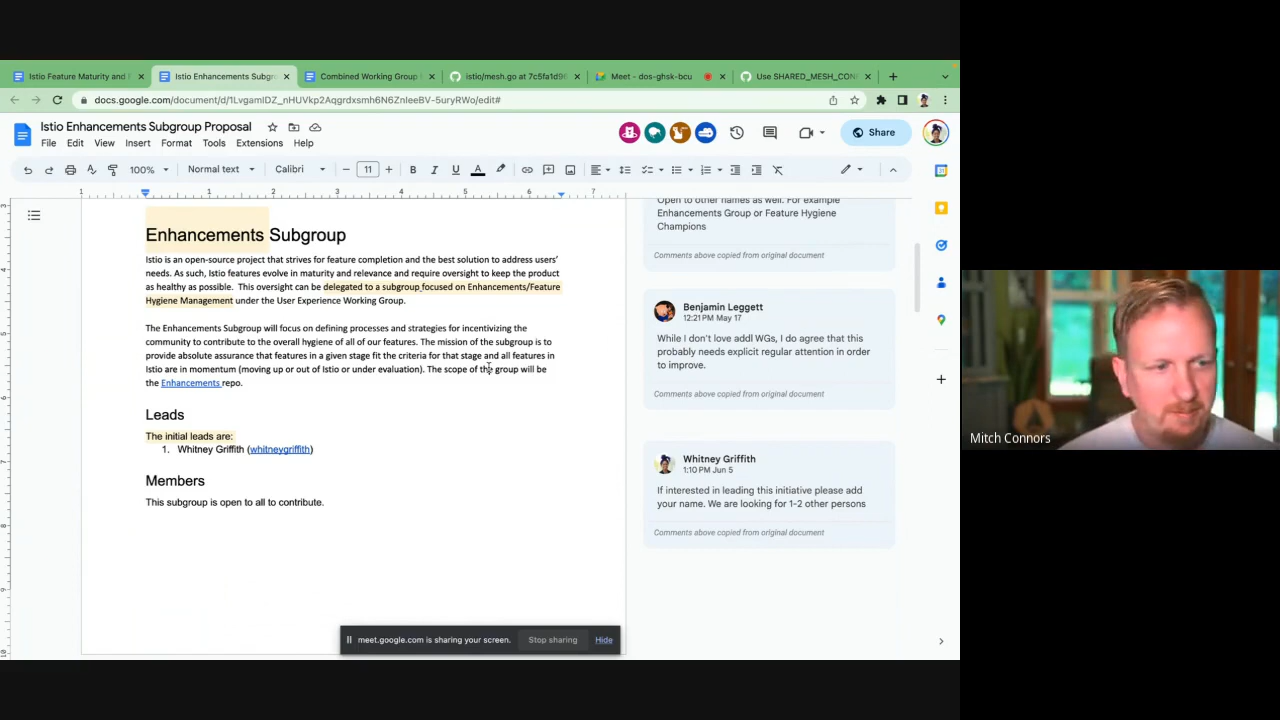 Istio Feature Maturity and
Istio Enhancements Subgr
Combined Working Group
istio/mesh.go at 7c5fa1d98
Meet - dos-ghsk-bcu
Use SHARED_MESH_CON
docs.google.com/document/d/1LvgamIDZ_nHUVkp2Aqgrdxsmh6N6ZnleeBV-5uryRWo/edit#
Istio Enhancements Subgroup Proposal
File Edit View Insert Format Tools Extensions Help
Share
100% Normal text Calibri 11
1 1 2 3 4 5 6 7
Enhancements Subgroup
Istio is an open-source project that strives for feature completion and the best solution to address users'
needs. As such, Istio features evolve in maturity and relevance and require oversight to keep the product
as healthy as possible. This oversight can be delegated to a subgroup focused on Enhancements/Feature
Hygiene Management under the User Experience Working Group.
The Enhancements Subgroup will focus on defining processes and strategies for incentivizing the
community to contribute to the overall hygiene of all of our features. The mission of the subgroup is to
provide absolute assurance that features in a given stage fit the criteria for that stage and all features in
Istio are in momentum (moving up or out of Istio or under evaluation). The scope of the group will be
the Enhancements repo.
Leads
The initial leads are:
1. Whitney Griffith (whitneygriffith)
Members
This subgroup is open to all to contribute.
Open to other names as well. For example
Enhancements Group or Feature Hygiene
Champions
Comments above copied from original document
Benjamin Leggett
12:21 PM May 17
While I don't love addl WGs, I do agree that this
probably needs explicit regular attention in order
to improve.
Comments above copied from original document
Whitney Griffith
1:10 PM Jun 5
If interested in leading this initiative please add
your name. We are looking for 1-2 other persons
Comments above copied from original document
meet.google.com is sharing your screen. Stop sharing Hide
Mitch Connors